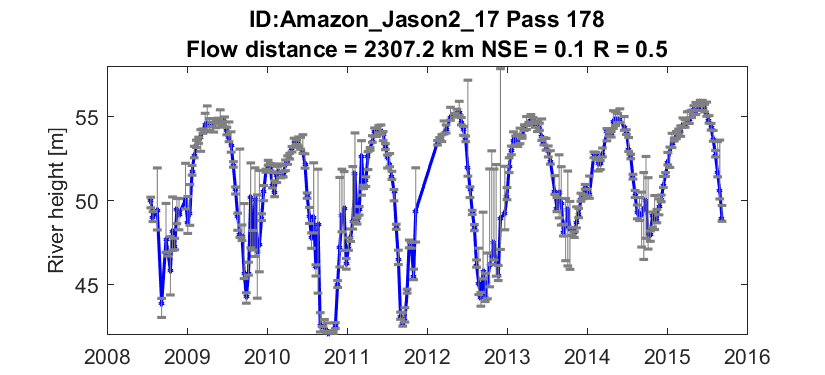 ID:Amazon_Jason2_17 Pass 178
Flow distance = 2307.2 km NSE = 0.1 R = 0.5
River height [m]
55
50
45
2008 2009 2010 2011 2012 2013 2014 2015 2016